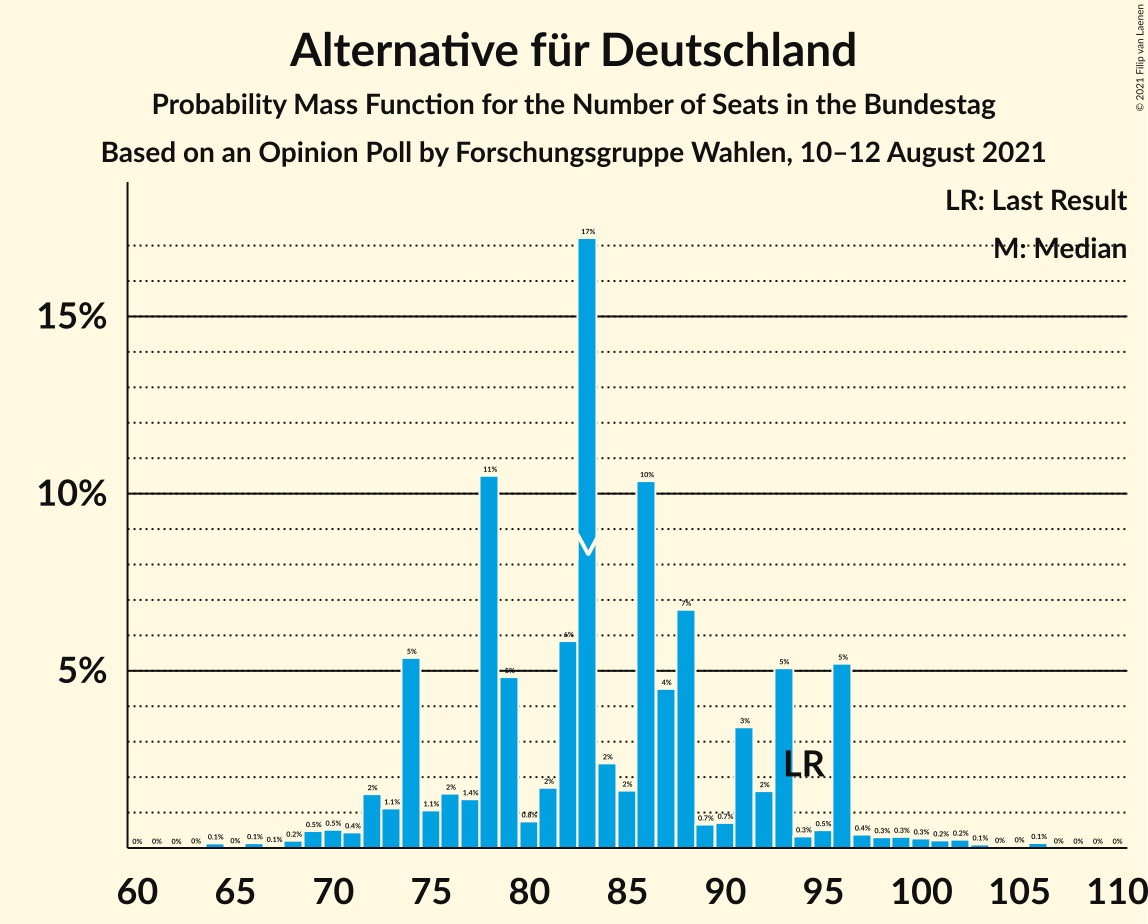 Alternative für Deutschland
Probability Mass Function for the Number of Seats in the Bundestag
Based on an Opinion Poll by Forschungsgruppe Wahlen, 10–12 August 2021
© 2021 Filip van Laenen
LR: Last Result
M: Median
15%
10%
5%
0% 0% 0% 0% 0.1% 0% 0.1% 0.1% 0.2% 0.5% 0.5% 0.4% 2% 1.1% 5% 1.1% 2% 1.4% 11% 5% 0.8% 2% 6% 17% 2% 2% 10% 4% 7% 0.7% 0.7% 3% 2% 5% 0.3% 0.5% 5% 0.4% 0.3% 0.3% 0.3% 0.2% 0.2% 0.1% 0% 0% 0.1% 0% 0% 0% 0%
LR
60 65 70 75 80 85 90 95 100 105 110